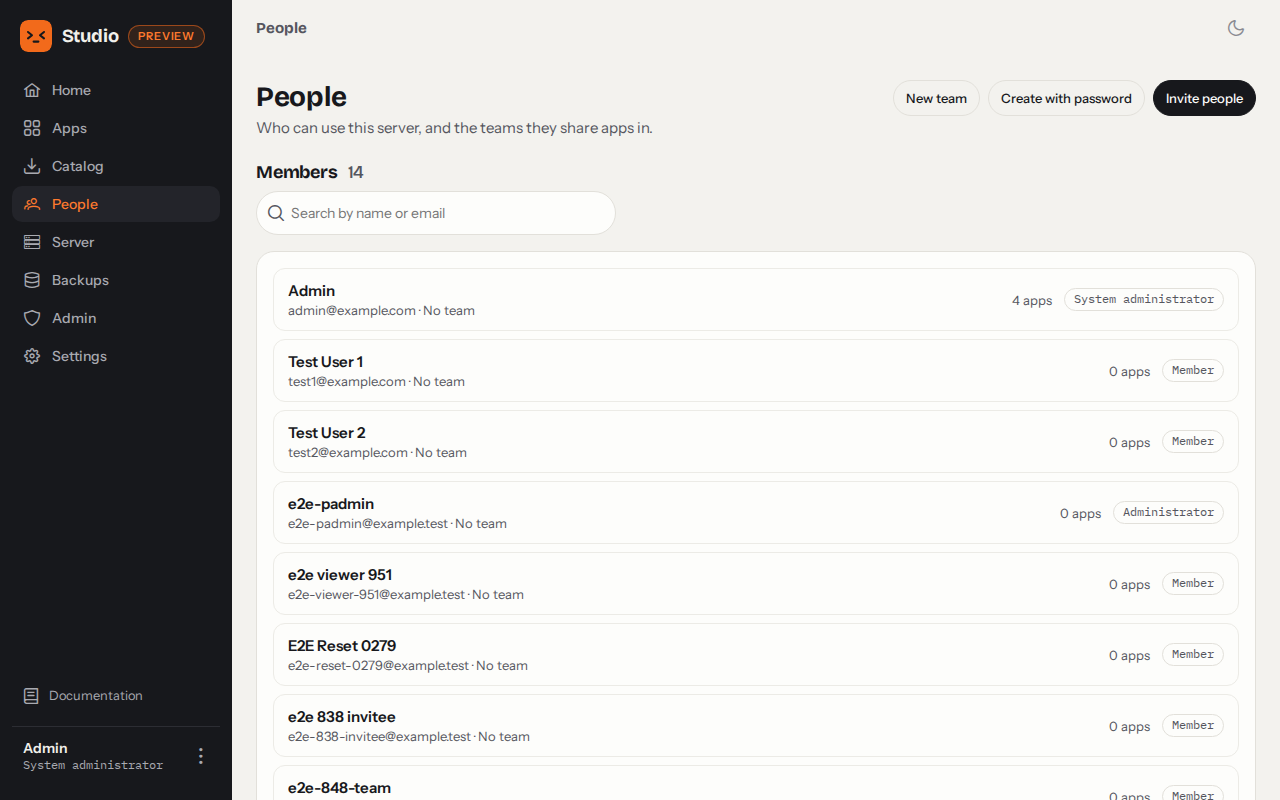 Studio PREVIEW
Home
Apps
Catalog
People
Server
Backups
Admin
Settings
Documentation
Admin
System administrator
People
People
Who can use this server, and the teams they share apps in.
New team
Create with password
Invite people
Members 14
Search by name or email
Admin
admin@example.com · No team
4 apps System administrator
Test User 1
test1@example.com · No team
0 apps Member
Test User 2
test2@example.com · No team
0 apps Member
e2e-padmin
e2e-padmin@example.test · No team
0 apps Administrator
e2e viewer 951
e2e-viewer-951@example.test · No team
0 apps Member
E2E Reset 0279
e2e-reset-0279@example.test · No team
0 apps Member
e2e 838 invitee
e2e-838-invitee@example.test · No team
0 apps Member
e2e-848-team
0 apps Member